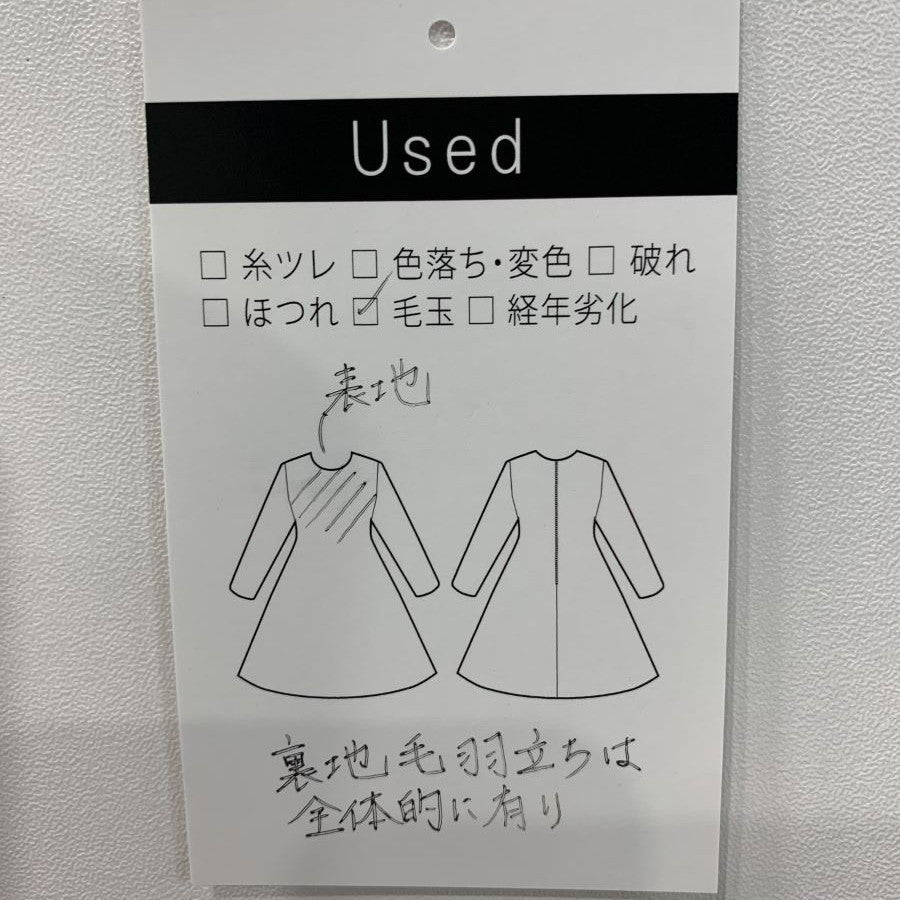 Used
□ 糸ツレ □ 色落ち・変色 □ 破れ
□ ほつれ ☑ 毛玉 □ 経年劣化
表地
裏地毛羽立ちは
全体的に有り